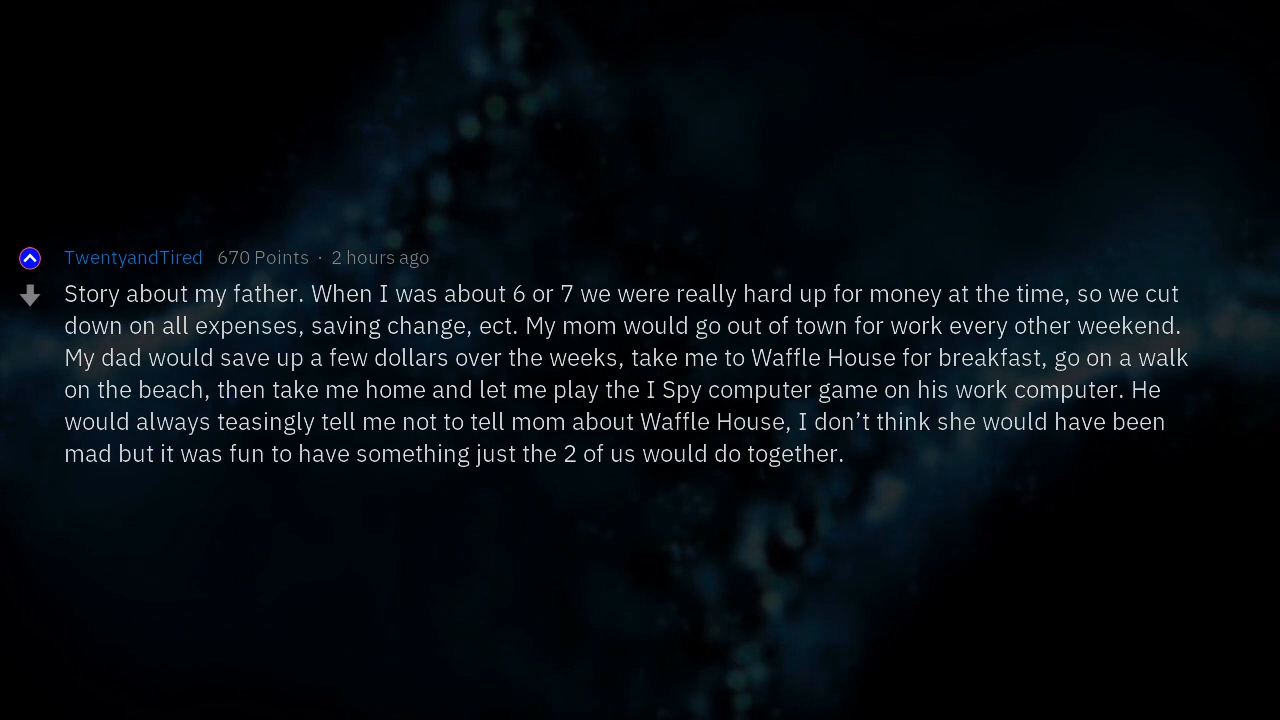 TwentyandTired 670 Points · 2 hours ago
Story about my father. When I was about 6 or 7 we were really hard up for money at the time, so we cut
down on all expenses, saving change, ect. My mom would go out of town for work every other weekend.
My dad would save up a few dollars over the weeks, take me to Waffle House for breakfast, go on a walk
on the beach, then take me home and let me play the I Spy computer game on his work computer. He
would always teasingly tell me not to tell mom about Waffle House, I don’t think she would have been
mad but it was fun to have something just the 2 of us would do together.